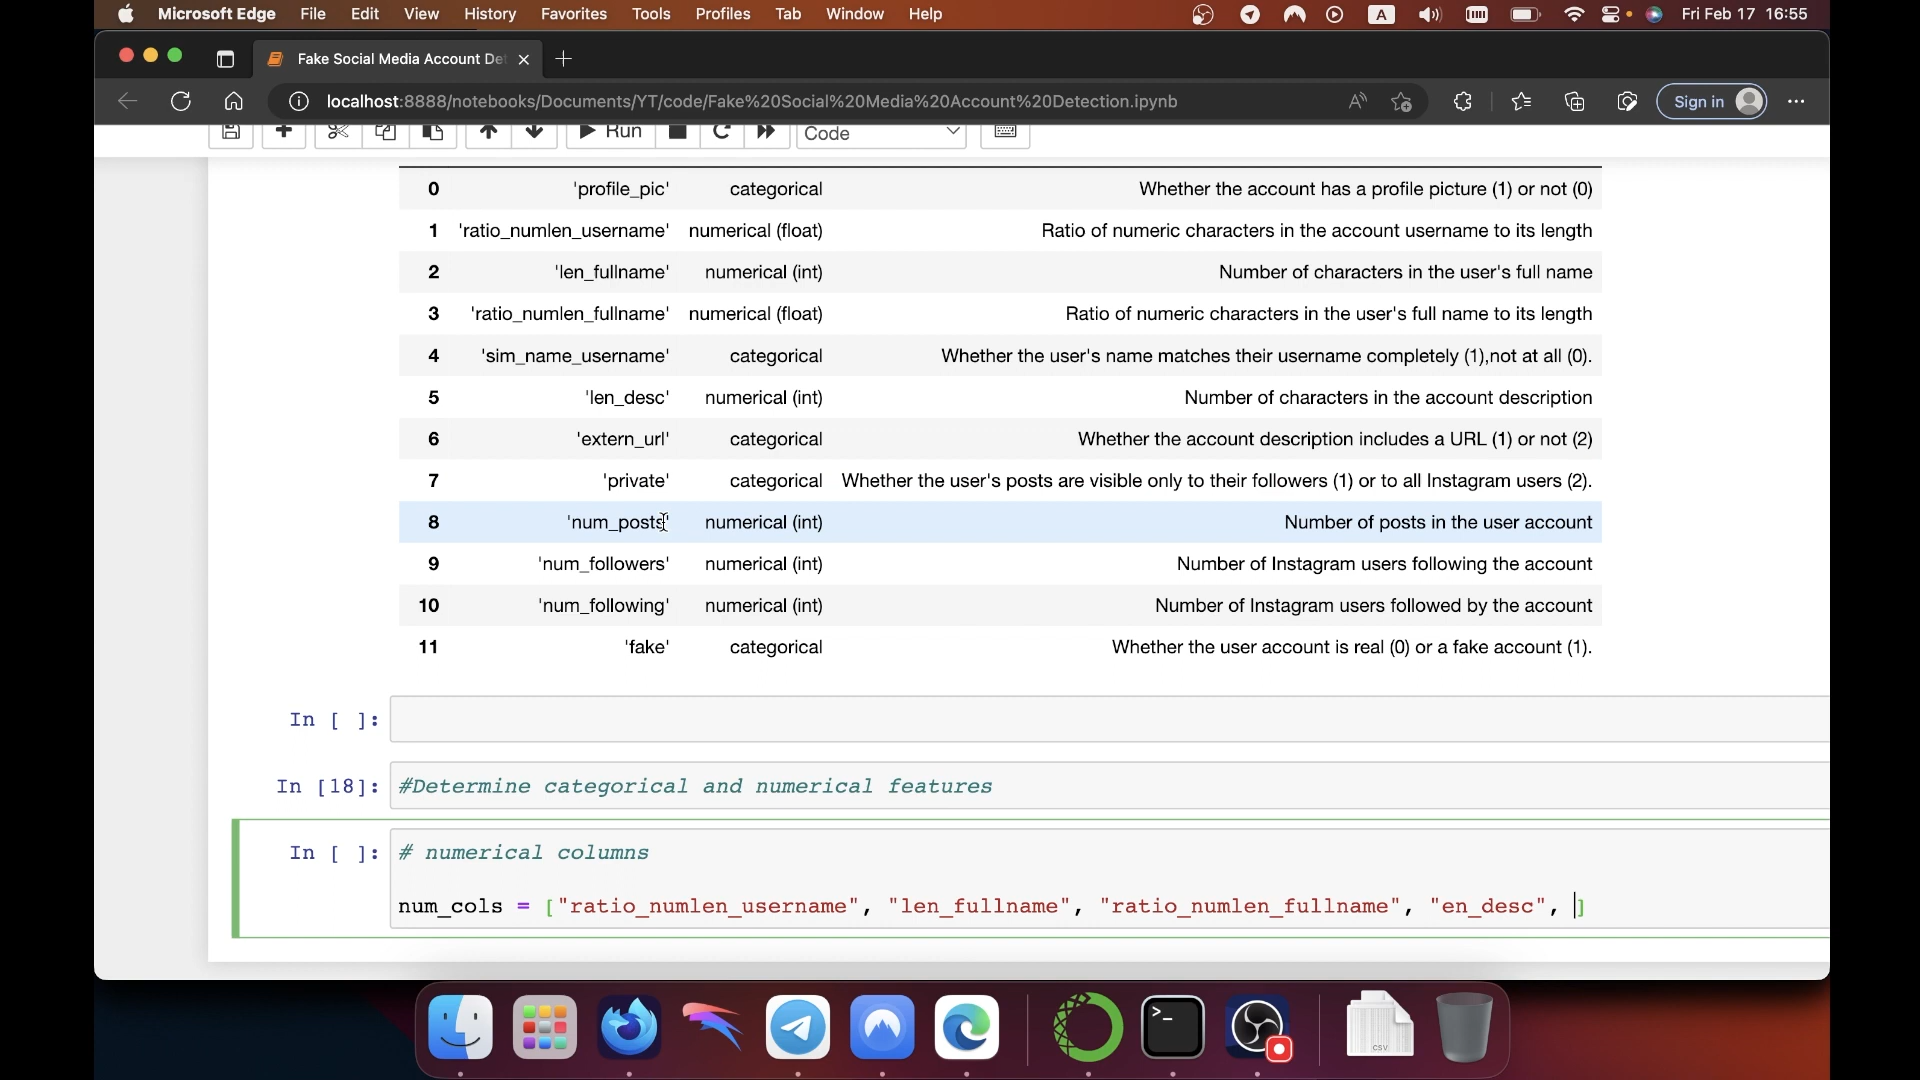 Microsoft Edge File Edit View History Favorites Tools Profiles Tab Window Help A Fri Feb 17 16:55
Fake Social Media Account Det
localhost:8888/notebooks/Documents/YT/code/Fake%20Social%20Media%20Account%20Detection.ipynb Sign in
Run Code
0 'profile_pic' categorical Whether the account has a profile picture (1) or not (0)
1 'ratio_numlen_username' numerical (float) Ratio of numeric characters in the account username to its length
2 'len_fullname' numerical (int) Number of characters in the user's full name
3 'ratio_numlen_fullname' numerical (float) Ratio of numeric characters in the user's full name to its length
4 'sim_name_username' categorical Whether the user's name matches their username completely (1),not at all (0).
5 'len_desc' numerical (int) Number of characters in the account description
6 'extern_url' categorical Whether the account description includes a URL (1) or not (2)
7 'private' categorical Whether the user's posts are visible only to their followers (1) or to all Instagram users (2).
8 'num_posts' numerical (int) Number of posts in the user account
9 'num_followers' numerical (int) Number of Instagram users following the account
10 'num_following' numerical (int) Number of Instagram users followed by the account
11 'fake' categorical Whether the user account is real (0) or a fake account (1).
In [ ]:
In [18]: #Determine categorical and numerical features
In [ ]: # numerical columns
num_cols = ["ratio_numlen_username", "len_fullname", "ratio_numlen_fullname", "en_desc", ]
>_
CSV